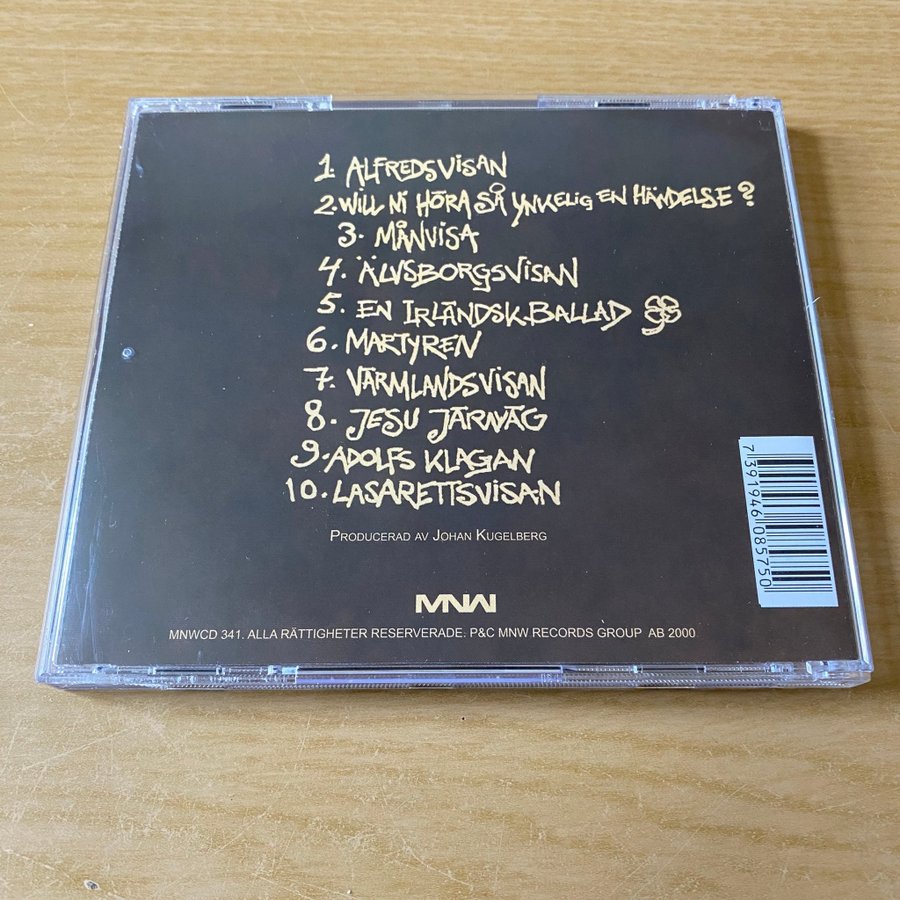 1. ALFREDSVISAN
2. WILL NI HÖRA SÅ YNKELIG EN HÄNDELSE?
3. MÅNVISA
4. ÄLVSBORGSVISAN
5. EN IRLÄNDSK BALLAD
6. MARTYREN
7. VÄRMLANDSVISAN
8. JESU JÄRNVÄG
9. ADOLFS KLAGAN
10. LASARETTSVISAN
PRODUCERAD AV JOHAN KUGELBERG
MNW
MNWCD 341. ALLA RÄTTIGHETER RESERVERADE. P&C MNW RECORDS GROUP AB 2000
7 391946 085750